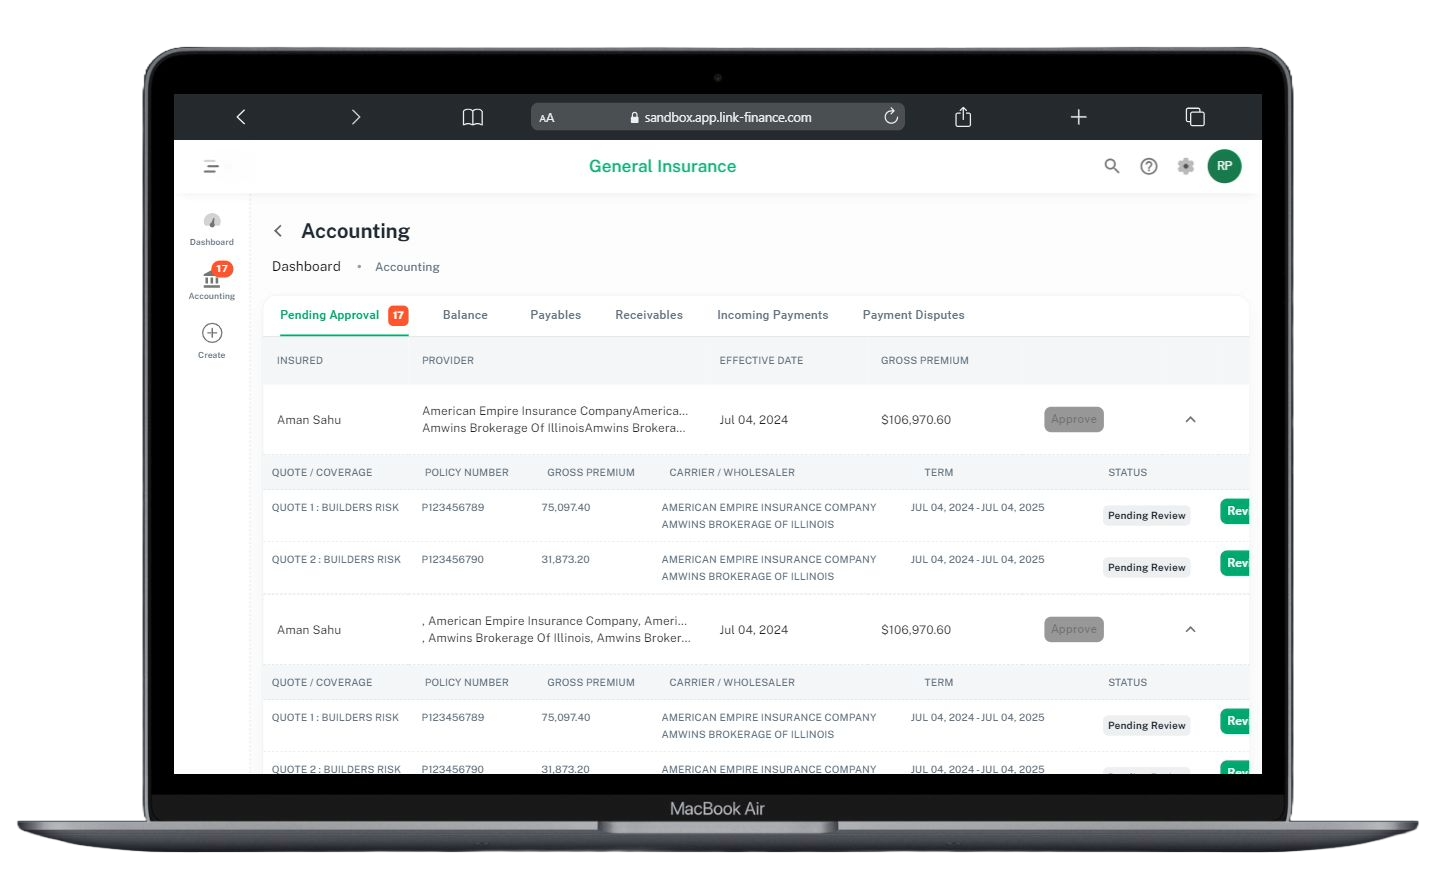 AA sandbox.app.link-finance.com
General Insurance
RP
Dashboard
17
Accounting
Create
Accounting
Dashboard • Accounting
Pending Approval 17 Balance Payables Receivables Incoming Payments Payment Disputes
INSURED PROVIDER EFFECTIVE DATE GROSS PREMIUM
Aman Sahu American Empire Insurance CompanyAmerica... Jul 04, 2024 $106,970.60 Approve
Amwins Brokerage Of IllinoisAmwins Brokera...
QUOTE / COVERAGE POLICY NUMBER GROSS PREMIUM CARRIER / WHOLESALER TERM STATUS
QUOTE 1 : BUILDERS RISK P123456789 75,097.40 AMERICAN EMPIRE INSURANCE COMPANY JUL 04, 2024 - JUL 04, 2025 Pending Review Rev
AMWINS BROKERAGE OF ILLINOIS
QUOTE 2 : BUILDERS RISK P123456790 31,873.20 AMERICAN EMPIRE INSURANCE COMPANY JUL 04, 2024 - JUL 04, 2025 Pending Review Rev
AMWINS BROKERAGE OF ILLINOIS
Aman Sahu , American Empire Insurance Company, Ameri... Jul 04, 2024 $106,970.60 Approve
, Amwins Brokerage Of Illinois, Amwins Broker...
QUOTE / COVERAGE POLICY NUMBER GROSS PREMIUM CARRIER / WHOLESALER TERM STATUS
QUOTE 1 : BUILDERS RISK P123456789 75,097.40 AMERICAN EMPIRE INSURANCE COMPANY JUL 04, 2024 - JUL 04, 2025 Pending Review Rev
AMWINS BROKERAGE OF ILLINOIS
QUOTE 2 : BUILDERS RISK P123456790 31,873.20 AMERICAN EMPIRE INSURANCE COMPANY JUL 04, 2024 - JUL 04, 2025
MacBook Air